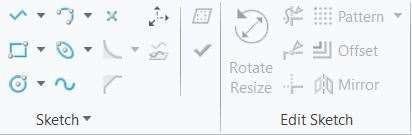 Pattern
Rotate
Resize
Offset
Mirror
Sketch
Edit Sketch